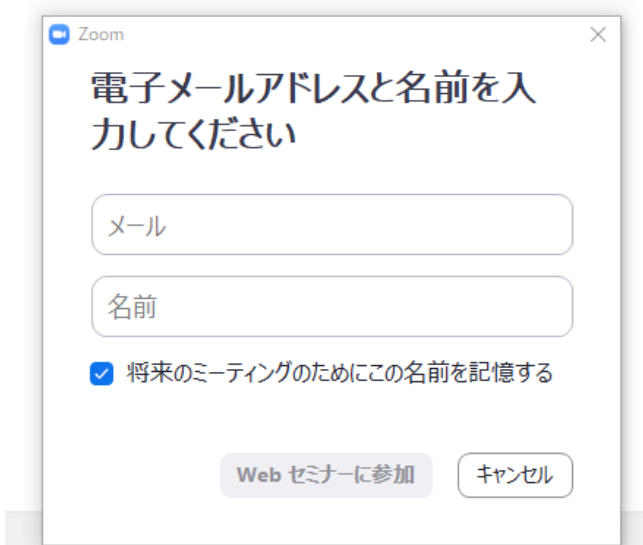 Zoom
電子メールアドレスと名前を入
力してください
メール
名前
将来のミーティングのためにこの名前を記憶する
Web セミナーに参加
キャンセル